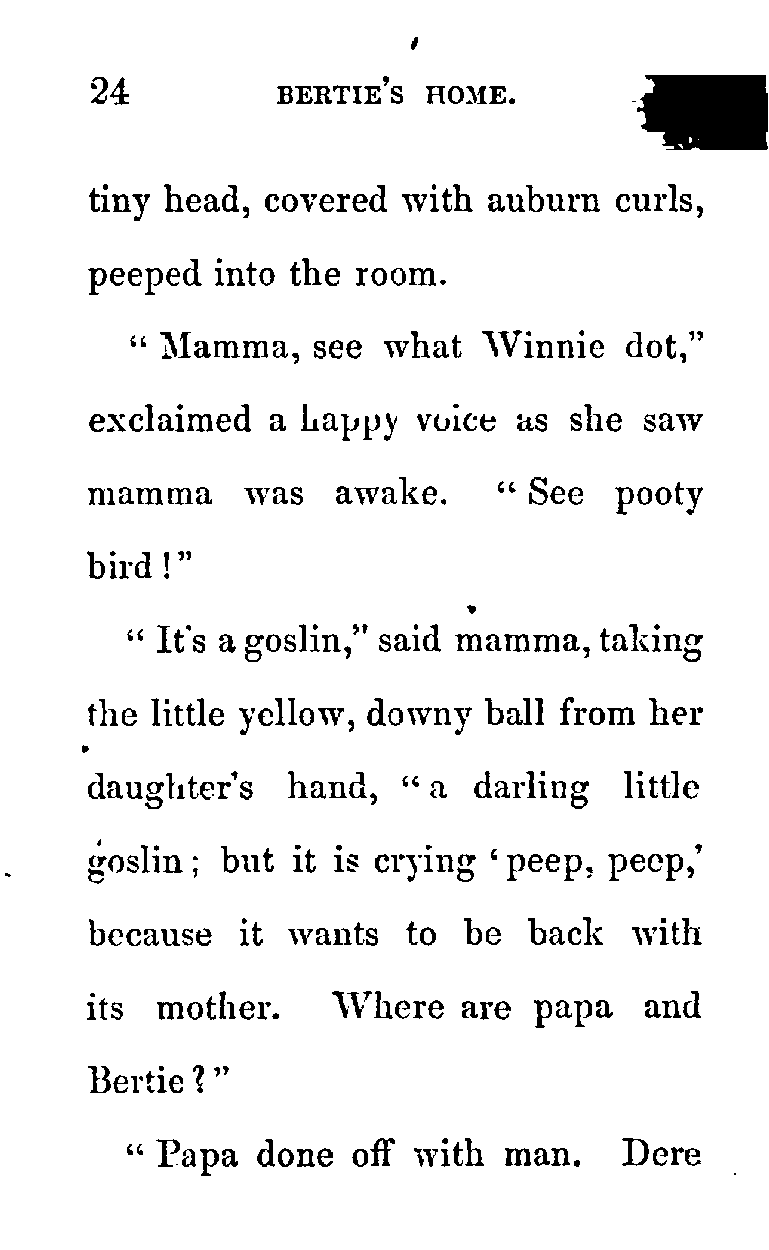 24 BERTIE'S HOME.
tiny head, covered with auburn curls,
peeped into the room.
“ Mamma, see what Winnie dot,”
exclaimed a happy voice as she saw
mamma was awake. “ See pooty
bird !”
“ It's a goslin,” said mamma, taking
the little yellow, downy ball from her
daughter's hand, “ a darling little
goslin ; but it is crying ‘ peep, peep,’
because it wants to be back with
its mother. Where are papa and
Bertie ? ”
“ Papa done off with man. Dere